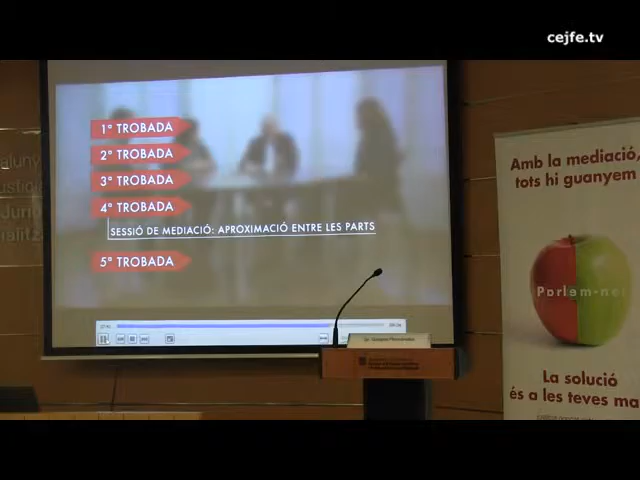 cejfe.tv
1ª TROBADA
2ª TROBADA
3ª TROBADA
4ª TROBADA
SESSIÓ DE MEDIACIÓ: APROXIMACIÓ ENTRE LES PARTS
5ª TROBADA
Amb la mediació,
tots hi guanyem
Parlem-ne!
La solució
és a les teves ma